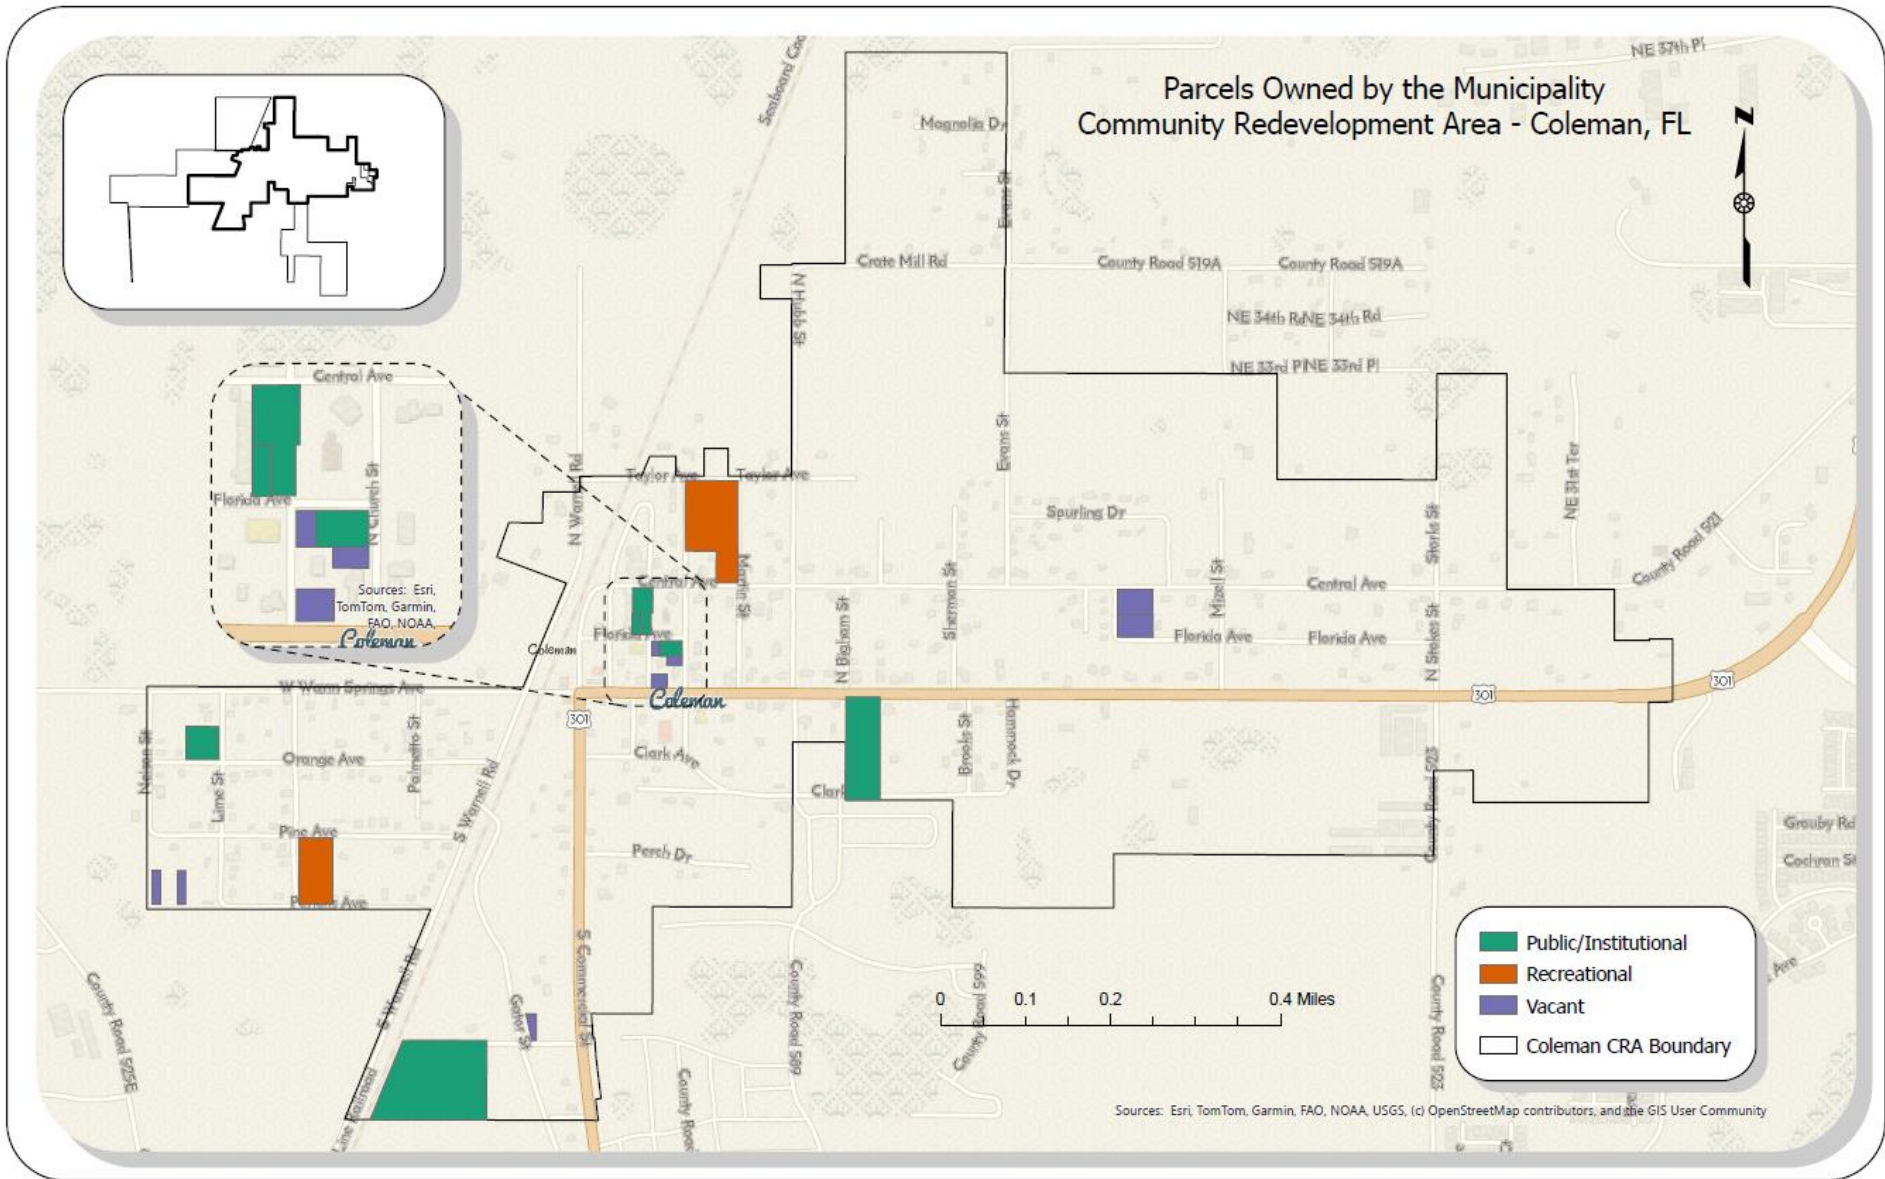 Parcels Owned by the Municipality
Community Redevelopment Area - Coleman, FL
NE 37th Pl
Z
Magnolia Dr
Evans St
Crate Mill Rd
County Road 519A
County Road 519A
N Hubb St
NE 34th Rd
NE 34th Rd
NE 33rd Pl
NE 33rd Pl
Central Ave
N Church St
Florida Ave
Sources: Esri,
TomTom, Garmin,
FAO, NOAA,
Coleman
N Warnell Rd
Taylor Ave
Taylor Ave
Evans St
NE 31st Ter
Spurling Dr
County Road 521
Central Ave
Martin St
Mizell St
Central Ave
Sherman St
N Bigham St
Florida Ave
Florida Ave
Florida Ave
N Stokes St
Coleman
W Warm Springs Ave
Coleman
301
301
301
Nelson St
Orange Ave
Palmetto St
Lime St
Clark Ave
Brooks St
Hammock Dr
County Road 523
Clark
S Warnell Rd
Pine Ave
Perch Dr
Grouby Rd
Cochran St
Ave
S Warnell Rd
S Commercial St
Gator St
County Road 525E
County Road 509
County Road 523
Line Railroad
County Road
0
0.1
0.2
0.4 Miles
Public/Institutional
Recreational
Vacant
Coleman CRA Boundary
Sources: Esri, TomTom, Garmin, FAO, NOAA, USGS, (c) OpenStreetMap contributors, and the GIS User Community